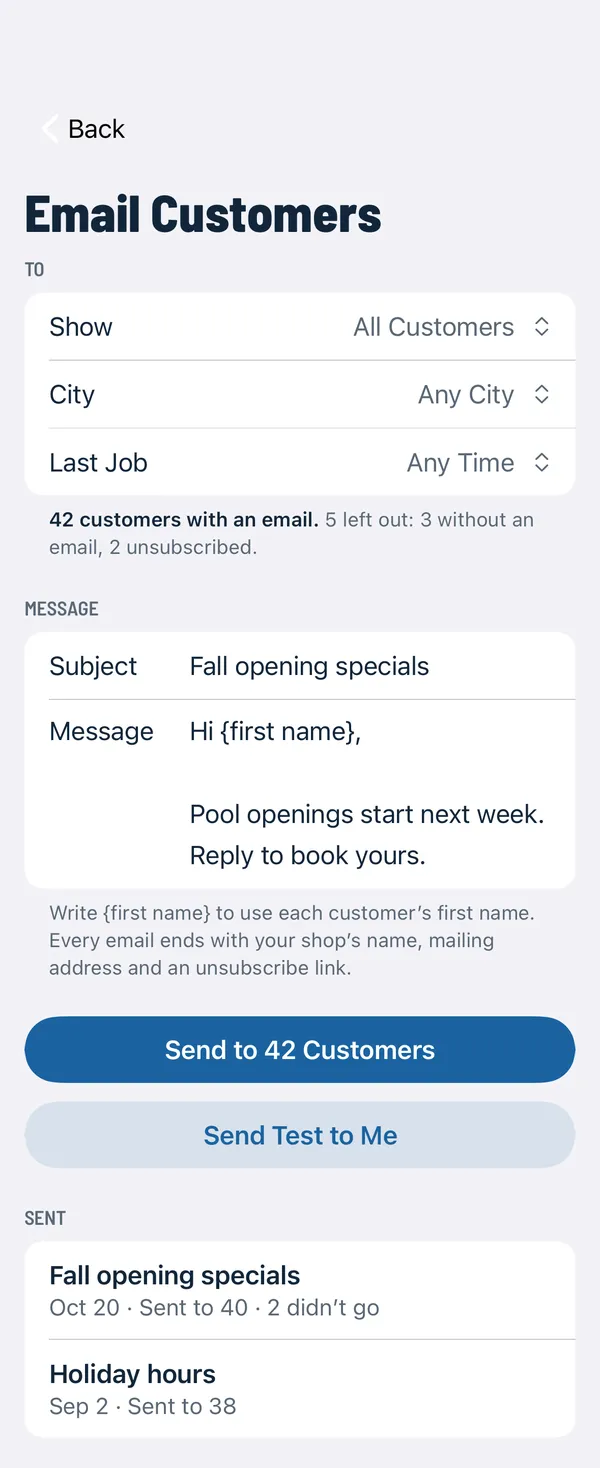 Back
Email Customers
TO
Show All Customers
City Any City
Last Job Any Time
42 customers with an email. 5 left out: 3 without an
email, 2 unsubscribed.
MESSAGE
Subject Fall opening specials
Message Hi {first name},
Pool openings start next week.
Reply to book yours.
Write {first name} to use each customer’s first name.
Every email ends with your shop’s name, mailing
address and an unsubscribe link.
Send to 42 Customers
Send Test to Me
SENT
Fall opening specials
Oct 20 · Sent to 40 · 2 didn’t go
Holiday hours
Sep 2 · Sent to 38